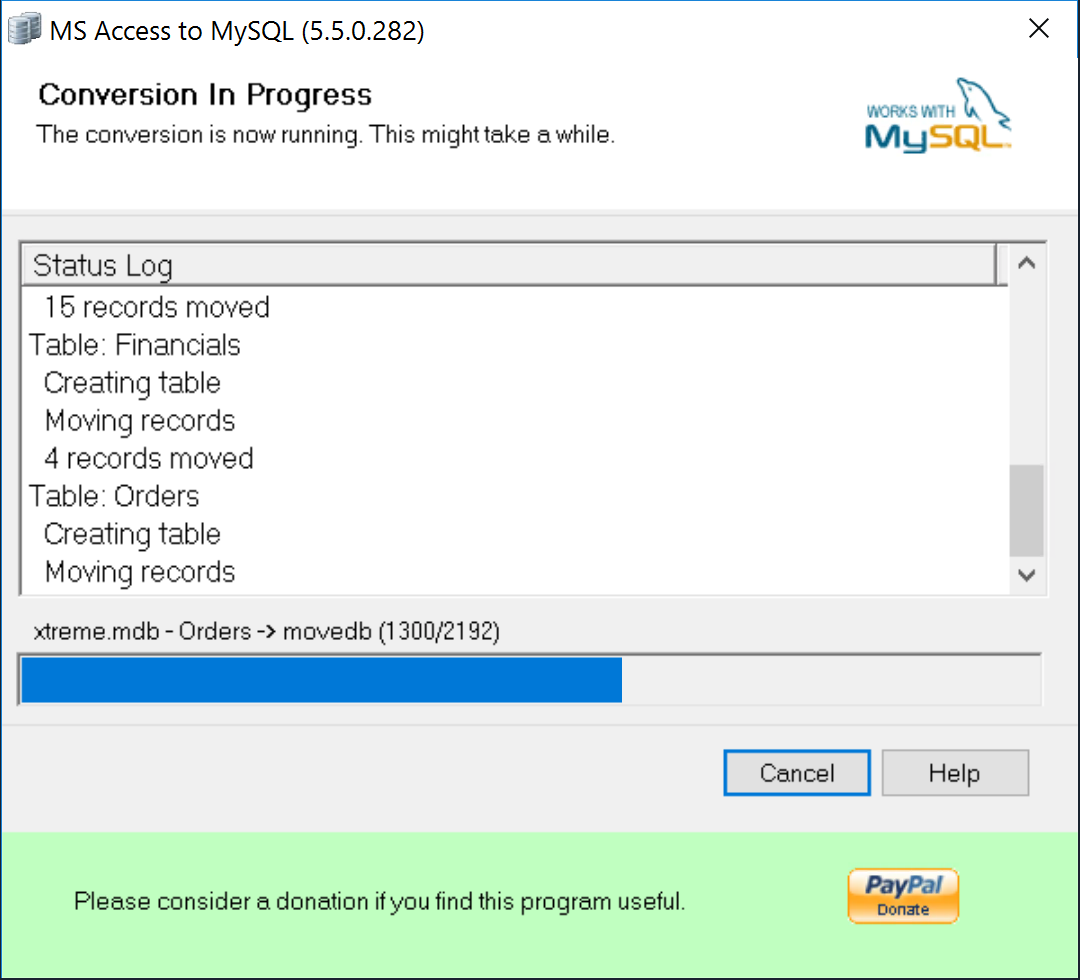 MS Access to MySQL (5.5.0.282)
Conversion In Progress
The conversion is now running. This might take a while.
WORKS WITH
MySQL™
Status Log
15 records moved
Table: Financials
Creating table
Moving records
4 records moved
Table: Orders
Creating table
Moving records
xtreme.mdb - Orders -> movedb (1300/2192)
Cancel
Help
Please consider a donation if you find this program useful.
PayPal
Donate